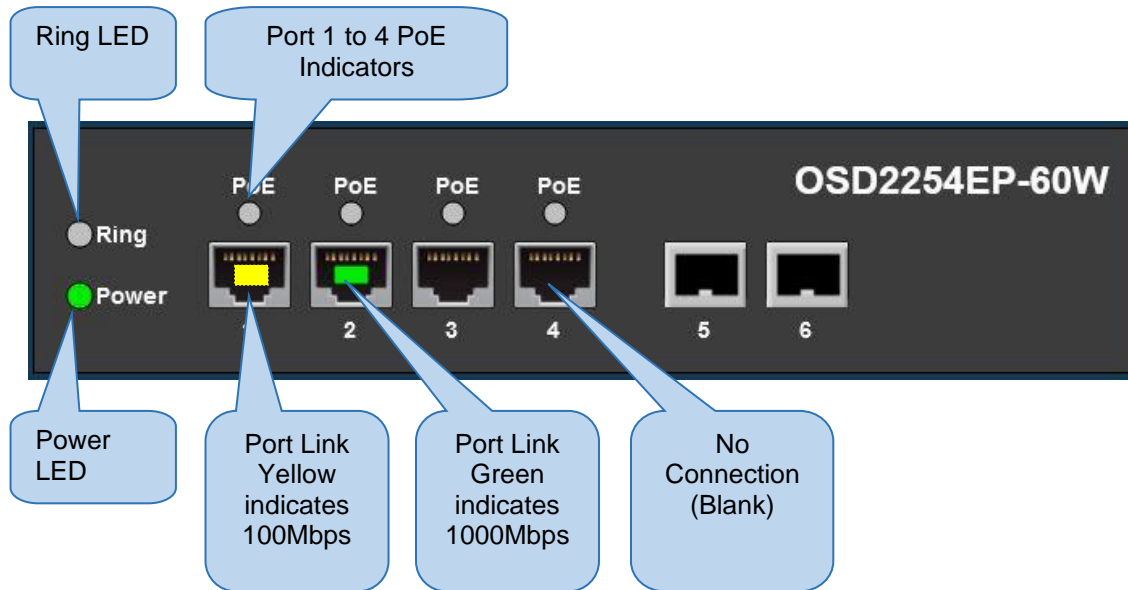 Ring LED
Port 1 to 4 PoE
Indicators
OSD2254EP-60W
PoE
PoE
PoE
PoE
Ring
Power
2
3
4
5
6
Power
LED
Port Link
Yellow
indicates
100Mbps
Port Link
Green
indicates
1000Mbps
No
Connection
(Blank)